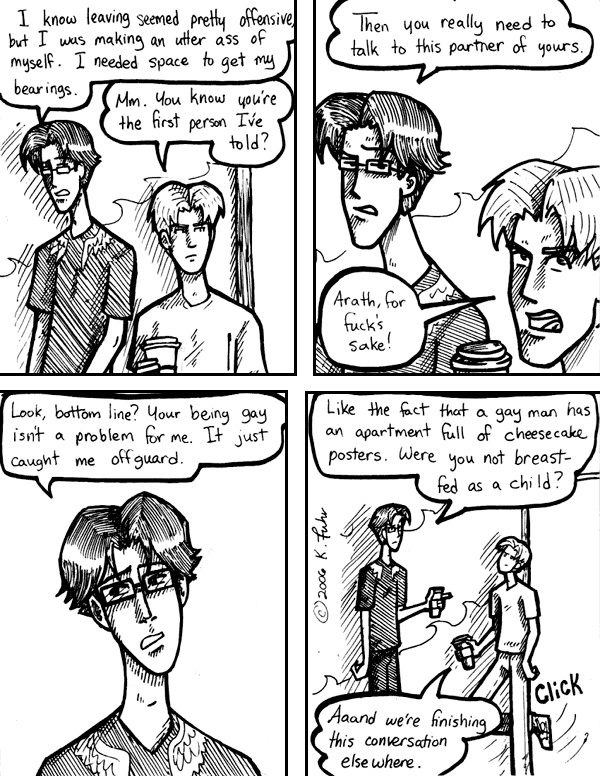 I know leaving seemed pretty offensive,
but I was making an utter ass of
myself. I needed space to get my
bearings.
Mm. You know you're
the first person I've
told?
Then you really need to
talk to this partner of yours.
Arath, for
fuck's
sake!
Look, bottom line? Your being gay
isn't a problem for me. It just
caught me off guard.
Like the fact that a gay man has
an apartment full of cheesecake
posters. Were you not breast-
fed as a child?
© 2006 K. Fuhr
CLICK
Aaand we're finishing
this conversation
elsewhere.